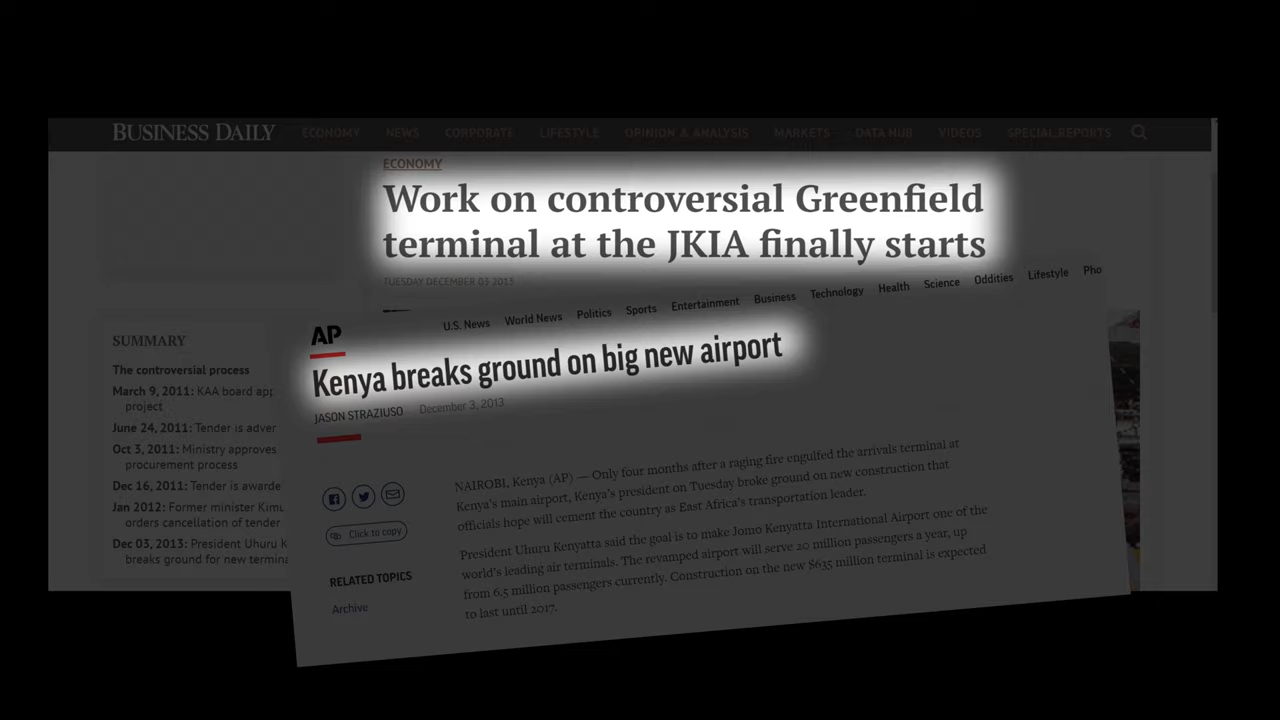 BUSINESS DAILY ECONOMY NEWS CORPORATE LIFESTYLE OPINION & ANALYSIS MARKETS DATA HUB VIDEOS SPECIAL REPORTS
ECONOMY
Work on controversial Greenfield
terminal at the JKIA finally starts
TUESDAY DECEMBER 03 2013
SUMMARY
The controversial process
March 9, 2011: KAA board app
project
June 24, 2011: Tender is adver
Oct 3, 2011: Ministry approves
procurement process
Dec 16, 2011: Tender is awarde
Jan 2012: Former minister Kimu
orders cancellation of tender
Dec 03, 2013: President Uhuru K
breaks ground for new termina
AP
U.S. News World News Politics Sports Entertainment Business Technology Health Science Oddities Lifestyle Pho
Kenya breaks ground on big new airport
JASON STRAZIUSO December 3, 2013
Click to copy
RELATED TOPICS
Archive
NAIROBI, Kenya (AP) — Only four months after a raging fire engulfed the arrivals terminal at
Kenya's main airport, Kenya's president on Tuesday broke ground on new construction that
officials hope will cement the country as East Africa's transportation leader.
President Uhuru Kenyatta said the goal is to make Jomo Kenyatta International Airport one of the
world's leading air terminals. The revamped airport will serve 20 million passengers a year, up
from 6.5 million passengers currently. Construction on the new $635 million terminal is expected
to last until 2017.